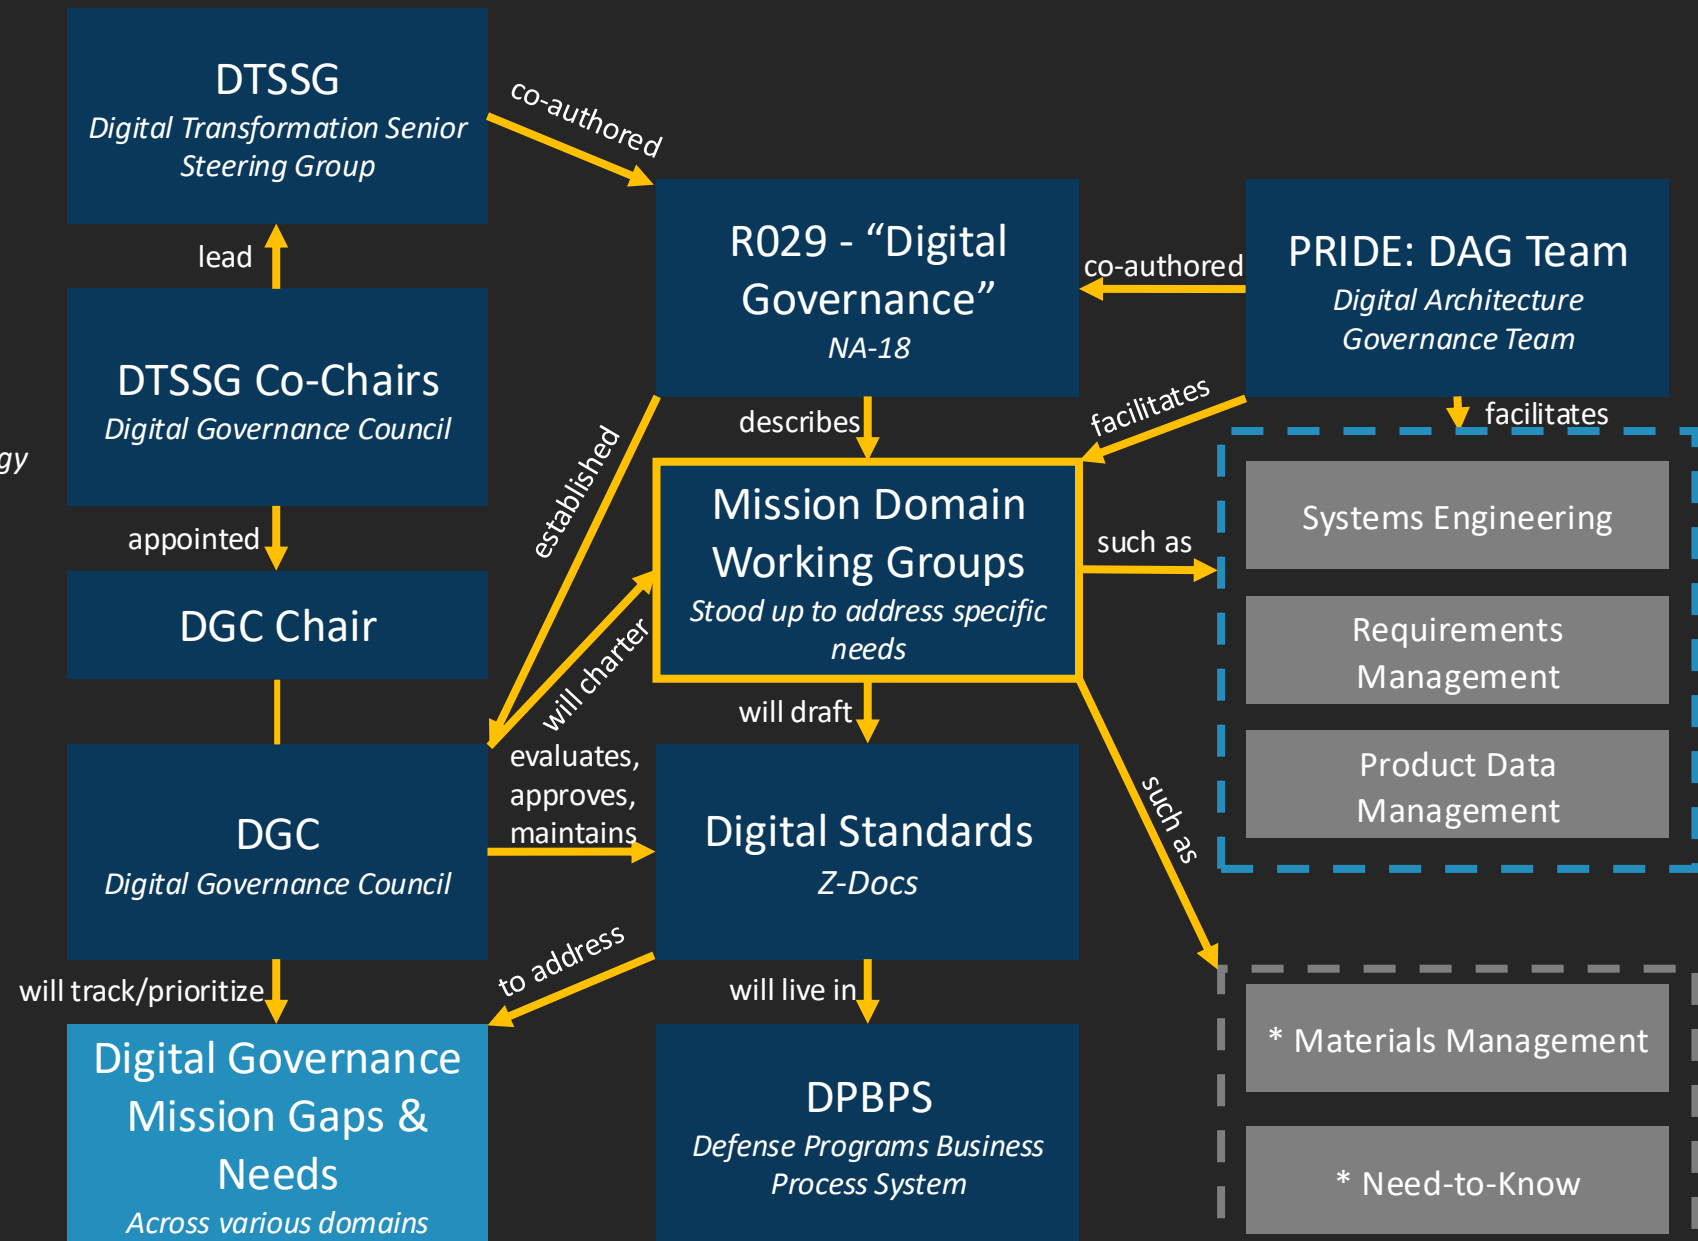 DTSSG
Digital Transformation Senior
Steering Group
co-authored
lead
R029 - “Digital
Governance”
NA-18
co-authored
PRIDE: DAG Team
Digital Architecture
Governance Team
DTSSG Co-Chairs
Digital Governance Council
gy
appointed
established
describes
facilitates
facilitates
Mission Domain
Working Groups
Stood up to address specific
needs
such as
Systems Engineering
Requirements
Management
Product Data
Management
DGC Chair
will charter
will draft
such as
evaluates,
approves,
maintains
DGC
Digital Governance Council
Digital Standards
Z-Docs
will track/prioritize
to address
will live in
Digital Governance
Mission Gaps &
Needs
Across various domains
DPBPS
Defense Programs Business
Process System
* Materials Management
* Need-to-Know